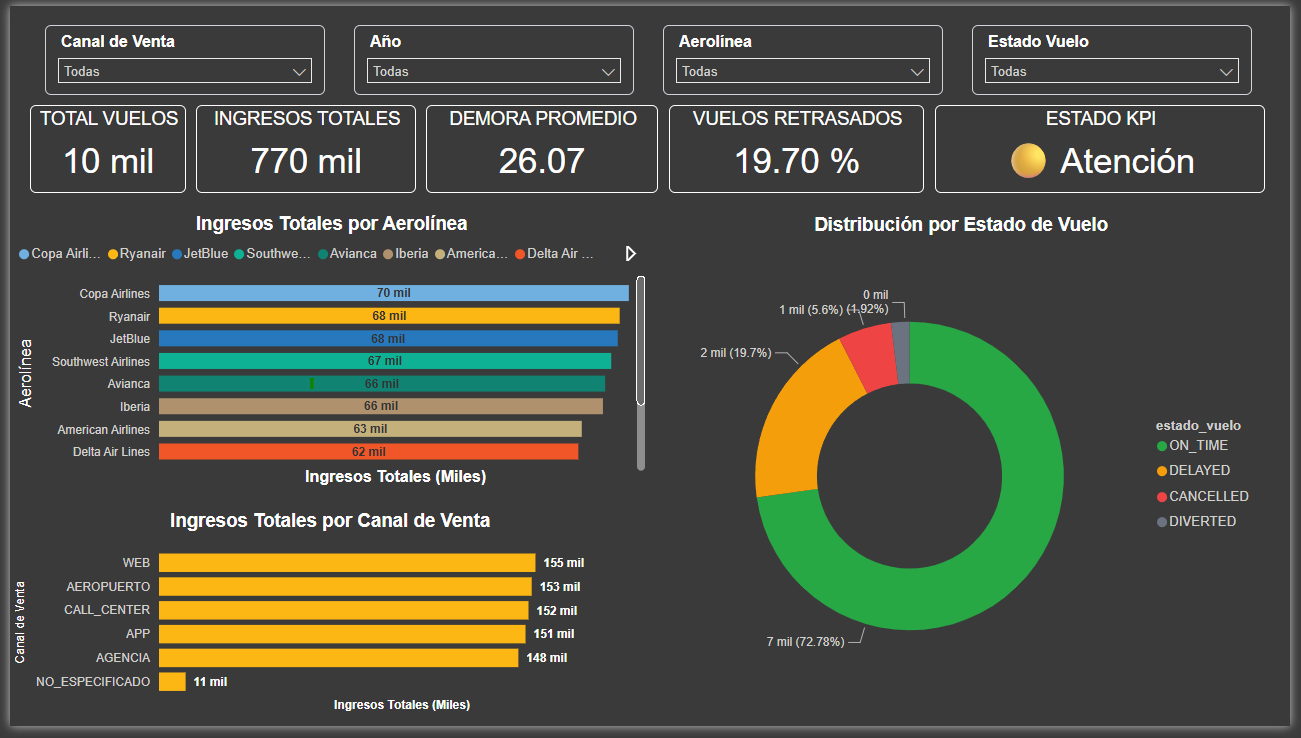 Canal de Venta
Todas
Año
Todas
Aerolínea
Todas
Estado Vuelo
Todas
TOTAL VUELOS
10 mil
INGRESOS TOTALES
770 mil
DEMORA PROMEDIO
26.07
VUELOS RETRASADOS
19.70 %
ESTADO KPI
Atención
Ingresos Totales por Aerolínea
Copa Airli... Ryanair JetBlue Southwe... Avianca Iberia America... Delta Air ...
Aerolínea
Copa Airlines 70 mil
Ryanair 68 mil
JetBlue 68 mil
Southwest Airlines 67 mil
Avianca 66 mil
Iberia 66 mil
American Airlines 63 mil
Delta Air Lines 62 mil
Ingresos Totales (Miles)
Ingresos Totales por Canal de Venta
Canal de Venta
WEB 155 mil
AEROPUERTO 153 mil
CALL_CENTER 152 mil
APP 151 mil
AGENCIA 148 mil
NO_ESPECIFICADO 11 mil
Ingresos Totales (Miles)
Distribución por Estado de Vuelo
0 mil
(1.92%)
1 mil (5.6%)
2 mil (19.7%)
7 mil (72.78%)
estado_vuelo
ON_TIME
DELAYED
CANCELLED
DIVERTED